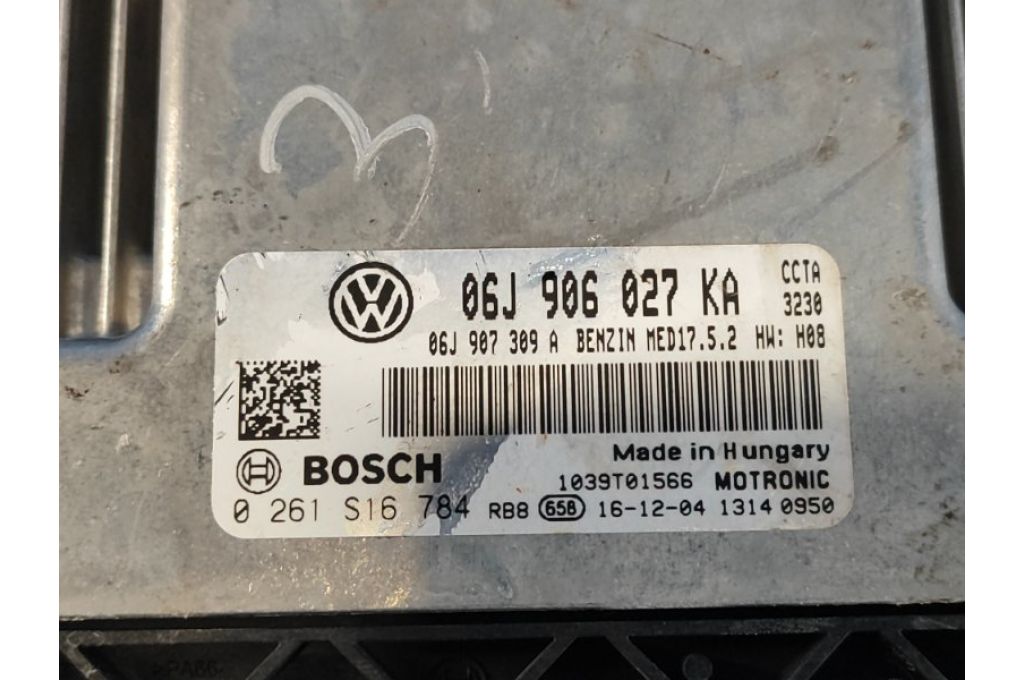 3
06J 906 027 KA
CCTA
3230
06J 907 309 A BENZIN MED17.5.2 HW: H08
Made in Hungary
BOSCH
1039T01566 MOTRONIC
0 261 S16 784 RB8 658 16-12-04 1314 0950
>PA66